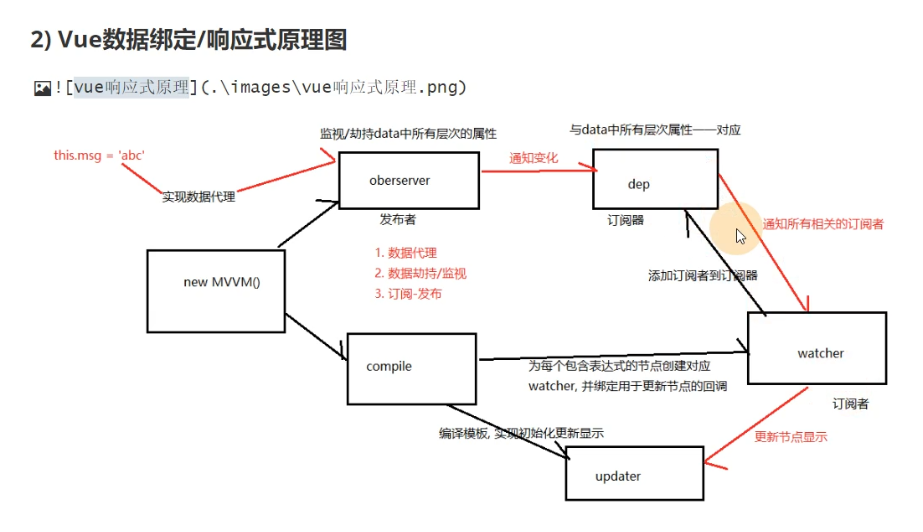 2) Vue数据绑定/响应式原理图
![vue响应式原理](.\images\vue响应式原理.png)
监视/劫持data中所有层次的属性
与data中所有层次属性一一对应
this.msg = 'abc'
通知变化
oberserver
dep
实现数据代理
发布者
订阅器
通知所有相关的订阅者
1. 数据代理
2. 数据劫持/监视
3. 订阅-发布
new MVVM()
添加订阅者到订阅器
compile
watcher
为每个包含表达式的节点创建对应
watcher, 并绑定用于更新节点的回调
订阅者
编译模板, 实现初始化更新显示
更新节点显示
updater